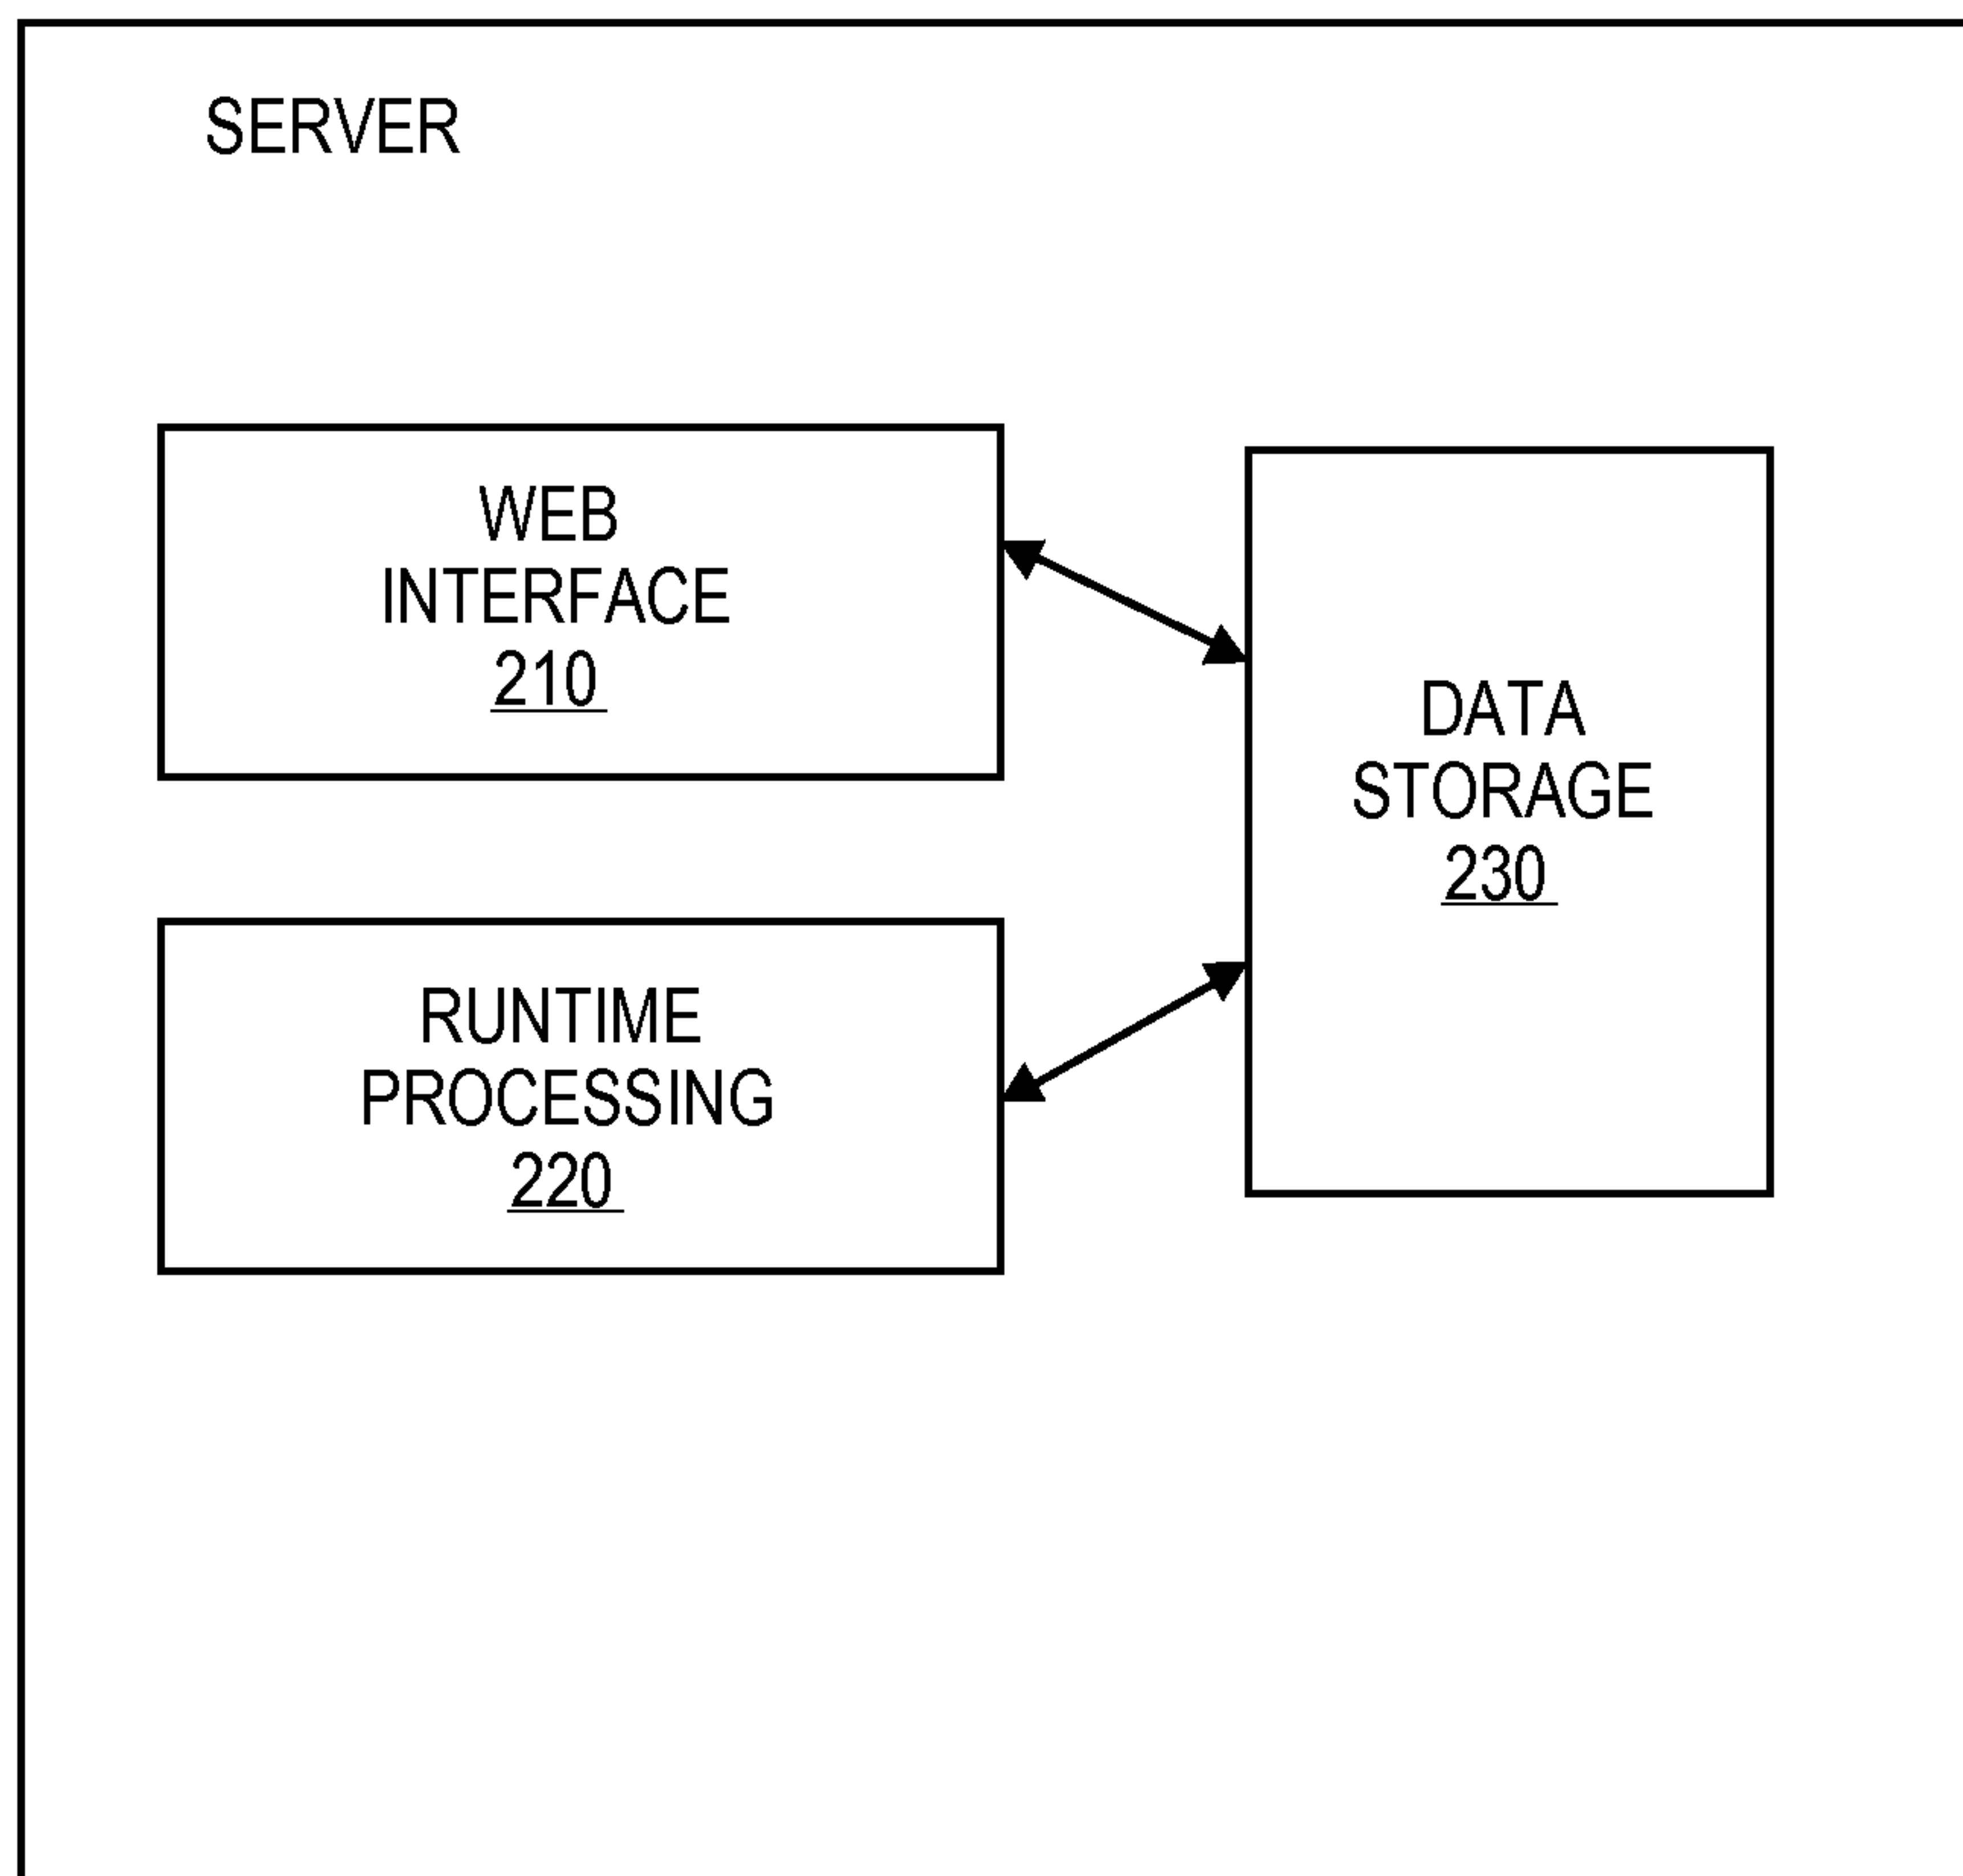 SERVER
WEB
INTERFACE
210
RUNTIME
PROCESSING
220
DATA
STORAGE
230